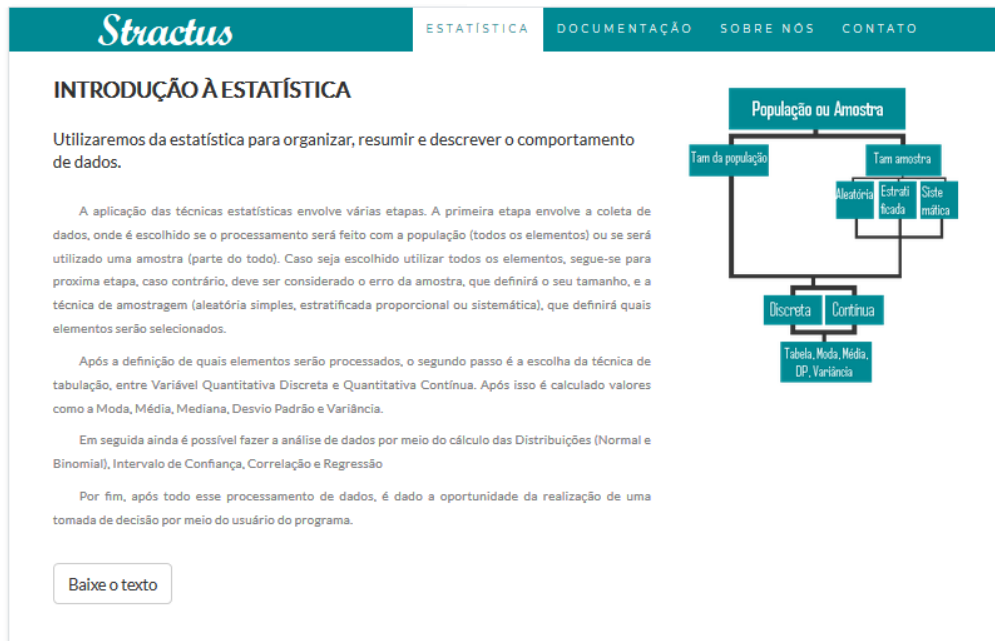 Stractus
ESTATÍSTICA DOCUMENTAÇÃO SOBRE NÓS CONTATO
INTRODUÇÃO À ESTATÍSTICA
Utilizaremos da estatística para organizar, resumir e descrever o comportamento
de dados.
A aplicação das técnicas estatísticas envolve várias etapas. A primeira etapa envolve a coleta de
dados, onde é escolhido se o processamento será feito com a população (todos os elementos) ou se será
utilizado uma amostra (parte do todo). Caso seja escolhido utilizar todos os elementos, segue-se para
proxima etapa, caso contrário, deve ser considerado o erro da amostra, que definirá o seu tamanho, e a
técnica de amostragem (aleatória simples, estratificada proporcional ou sistemática), que definirá quais
elementos serão selecionados.
Após a definição de quais elementos serão processados, o segundo passo é a escolha da técnica de
tabulação, entre Variável Quantitativa Discreta e Quantitativa Contínua. Após isso é calculado valores
como a Moda, Média, Mediana, Desvio Padrão e Variância.
Em seguida ainda é possível fazer a análise de dados por meio do cálculo das Distribuições (Normal e
Binomial), Intervalo de Confiança, Correlação e Regressão
Por fim, após todo esse processamento de dados, é dado a oportunidade da realização de uma
tomada de decisão por meio do usuário do programa.
Baixe o texto
População ou Amostra
Tam da população
Tam amostra
Aleatória
Estrati
ficada
Siste
mática
Discreta
Contínua
Tabela, Moda, Média,
DP, Variância